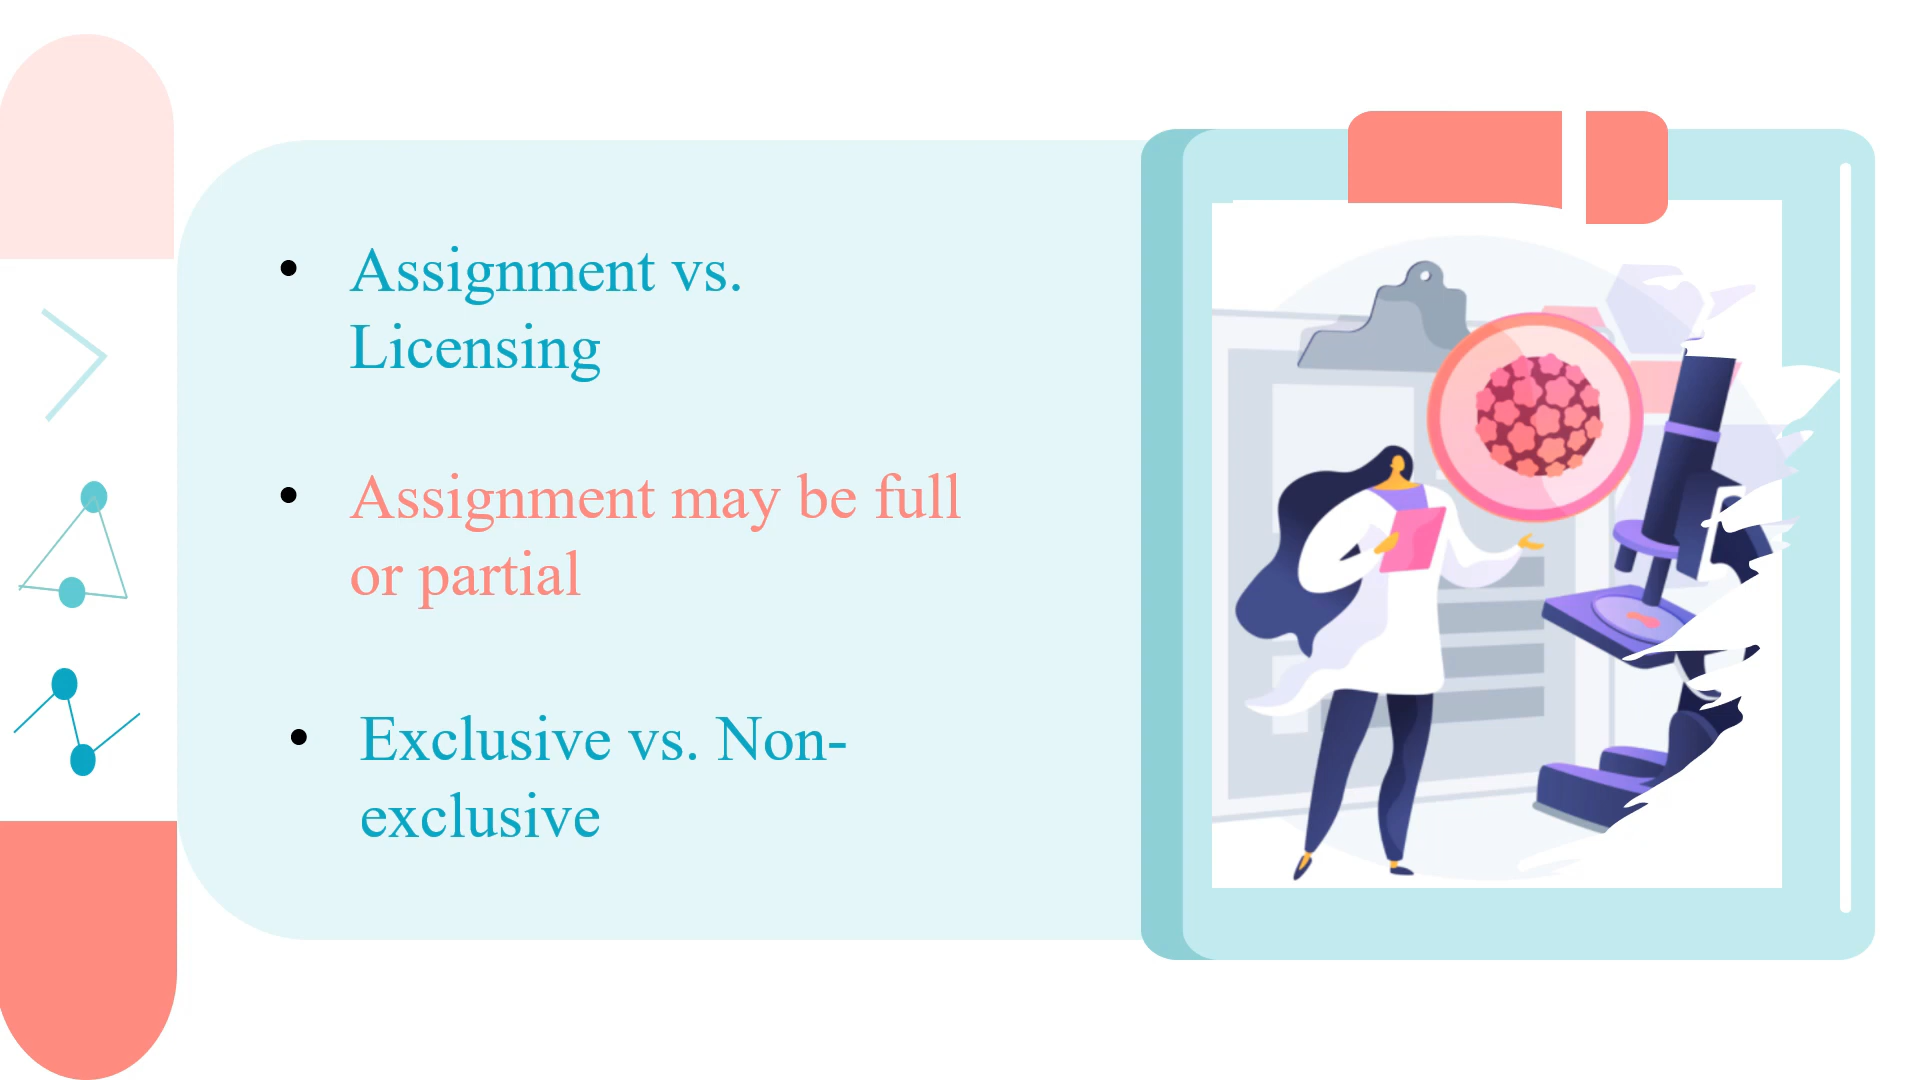 • Assignment vs.
Licensing
• Assignment may be full
or partial
• Exclusive vs. Non-
exclusive